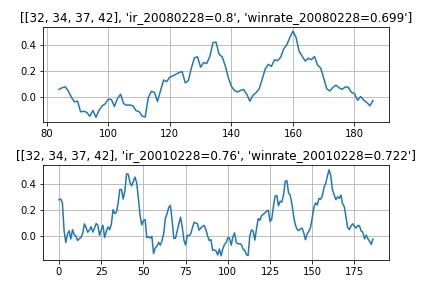 [[32, 34, 37, 42], 'ir_20080228=0.8', 'winrate_20080228=0.699']
0.4
0.2
0.0
80 100 120 140 160 180
[[32, 34, 37, 42], 'ir_20010228=0.76', 'winrate_20010228=0.722']
0.4
0.2
0.0
0 25 50 75 100 125 150 175